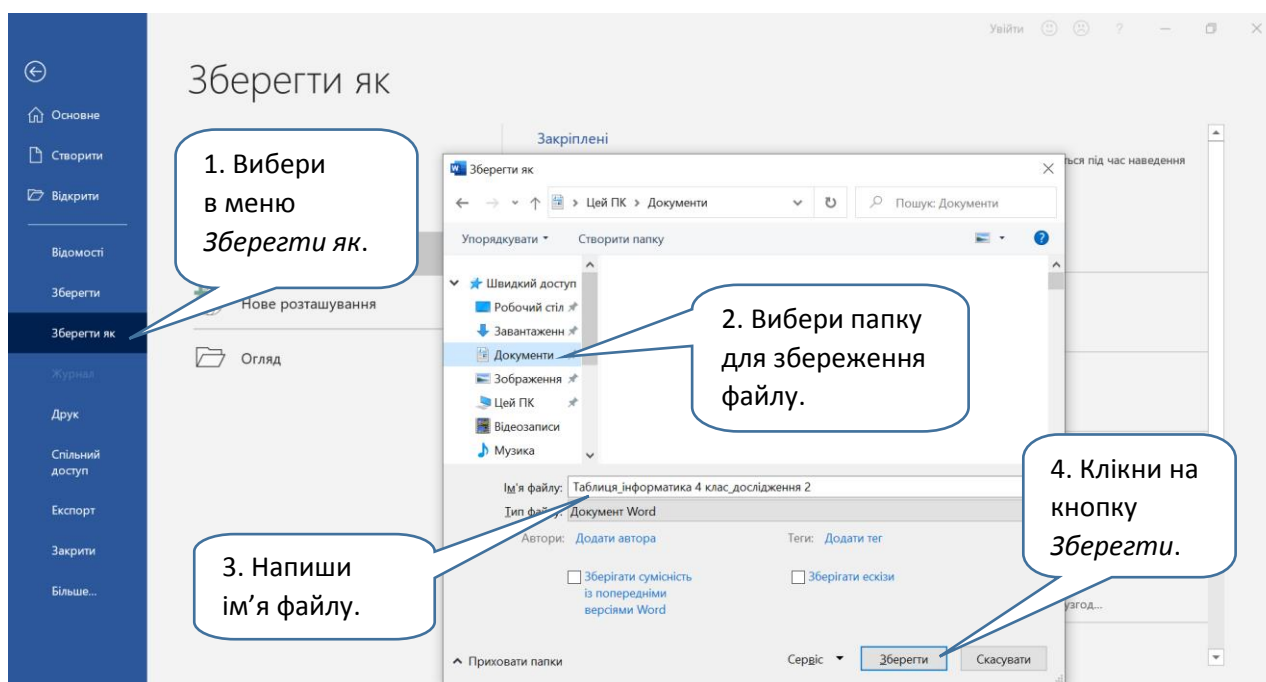 Увійти ?
Зберегти як
Основне
Створити
Відкрити
Відомості
Зберегти
Зберегти як
Журнал
Друк
Спільний
доступ
Експорт
Закрити
Більше...
1. Вибери
в меню
Зберегти як.
Нове розташування
Огляд
Закріплені
ься під час наведення
Зберегти як
Цей ПК > Документи
Пошук: Документи
Упорядкувати Створити папку
Швидкий доступ
Робочий стіл
Завантаженн
Документи
Зображення
Цей ПК
Відеозаписи
Музика
2. Вибери папку
для збереження
файлу.
Ім'я файлу: Таблиця_інформатика 4 клас_дослідження 2
Тип файлу: Документ Word
Автори: Додати автора Теги: Додати тег
Зберігати сумісність
із попередніми
версіями Word
Зберігати ескізи
3. Напиши
ім’я файлу.
4. Клікни на
кнопку
Зберегти.
узгод...
Приховати папки Сервіс Зберегти Скасувати